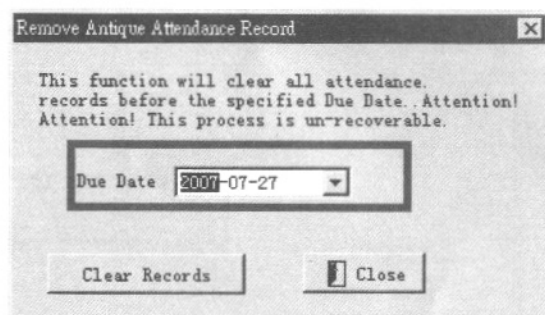 Remove Antique Attendance Record
This function will clear all attendance.
records before the specified Due Date..Attention!
Attention! This process is un-recoverable.
Due Date 2007-07-27
Clear Records Close